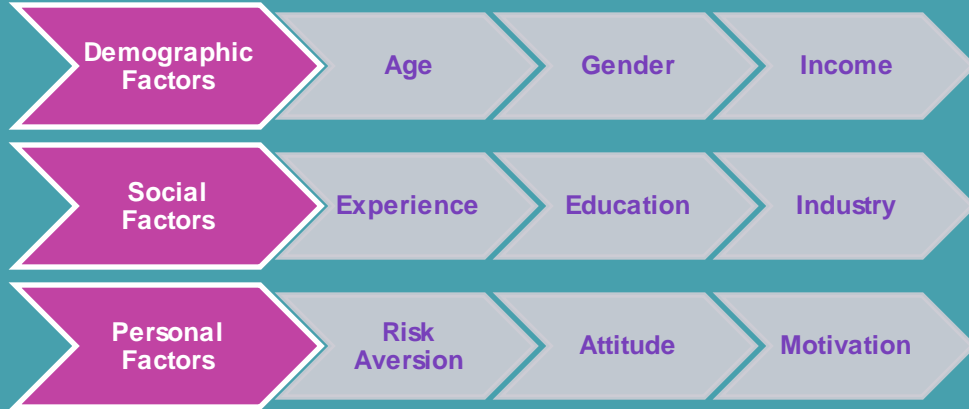 Demographic
Factors
Age
Gender
Income
Social
Factors
Experience
Education
Industry
Personal
Factors
Risk
Aversion
Attitude
Motivation